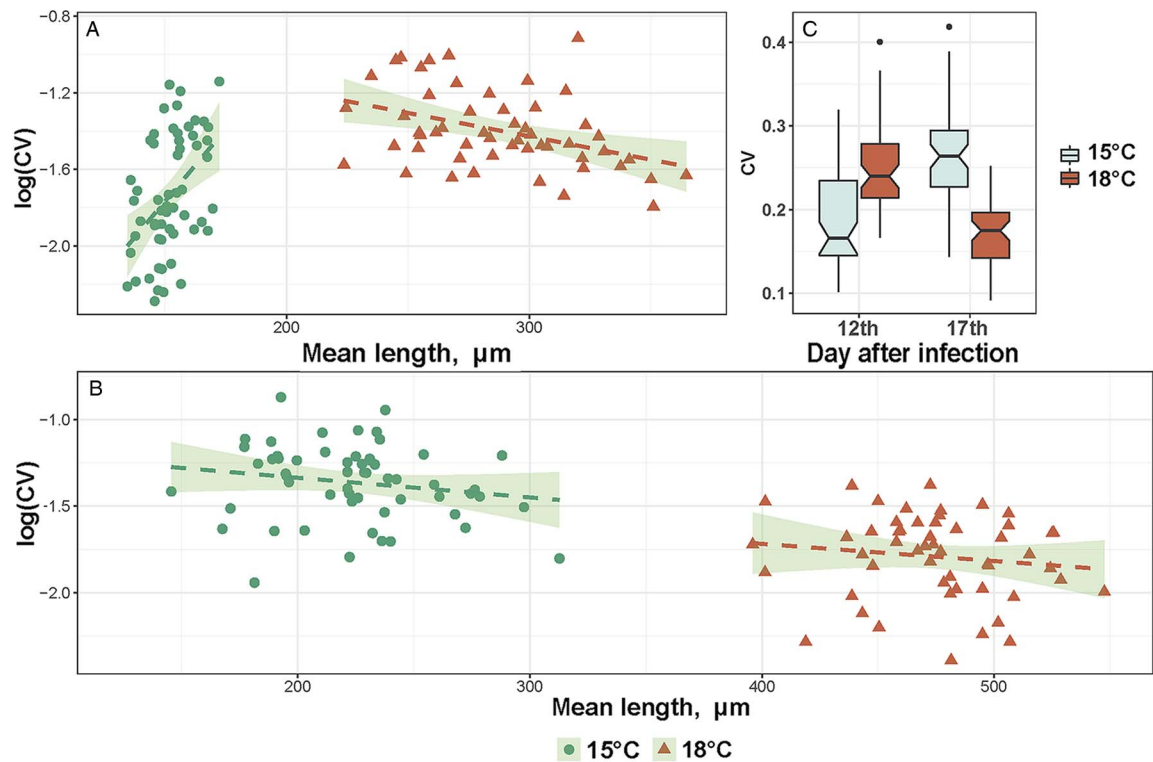 A
log(CV)
-0.8
-1.2
-1.6
-2.0
200
300
Mean length, µm
C
CV
0.4
0.3
0.2
0.1
12th
17th
Day after infection
15°C
18°C
B
log(CV)
-1.0
-1.5
-2.0
200
300
400
500
Mean length, µm
15°C
18°C